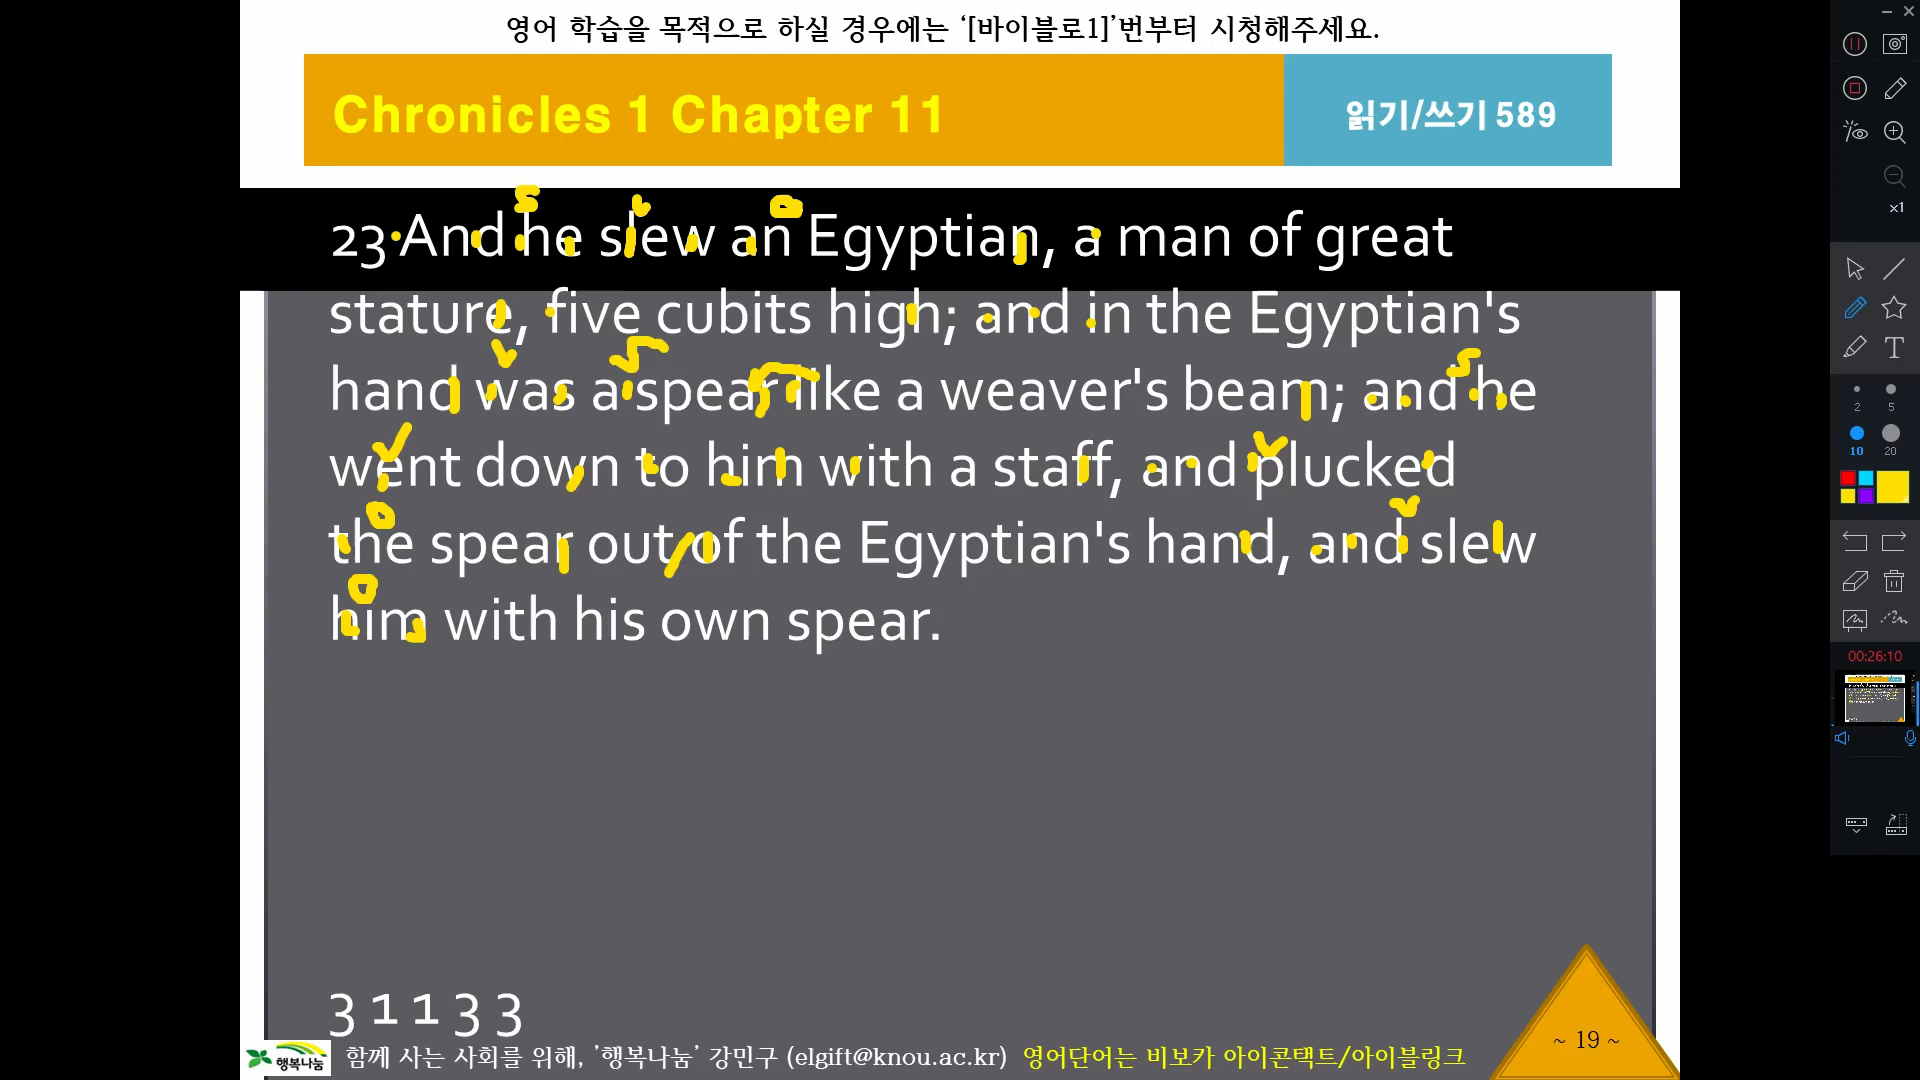 영어 학습을 목적으로 하실 경우에는 ‘[바이블로1]’번부터 시청해주세요.
Chronicles 1 Chapter 11
읽기/쓰기 589
23 And he slew an Egyptian, a man of great
stature, five cubits high; and in the Egyptian's
hand was a spear like a weaver's beam; and he
went down to him with a staff, and plucked
the spear out of the Egyptian's hand, and slew
him with his own spear.
3 1 1 3 3
~ 19 ~
행복나눔 함께 사는 사회를 위해, ’행복나눔’ 강민구 (elgift@knou.ac.kr) 영어단어는 비보카 아이콘택트/아이블링크
x1
T
2 5
10 20
00:26:10